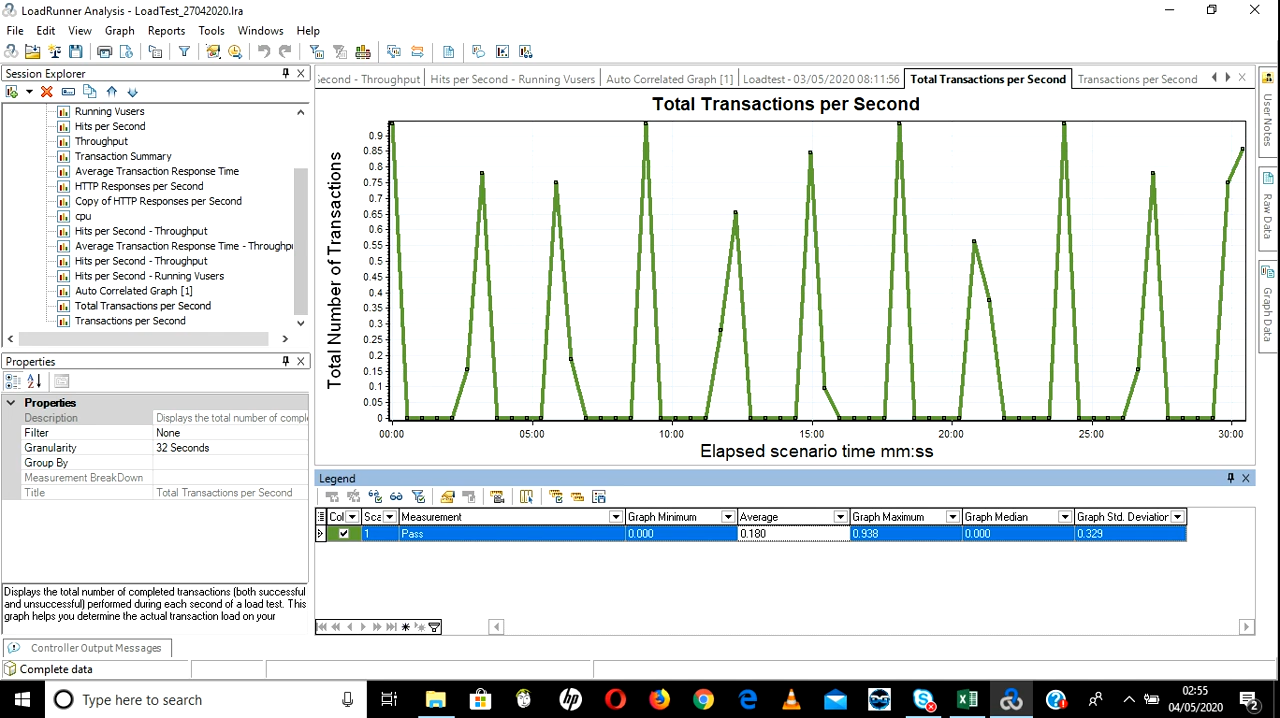 LoadRunner Analysis - LoadTest_27042020.lra
File Edit View Graph Reports Tools Windows Help
Session Explorer
Running Vusers
Hits per Second
Throughput
Transaction Summary
Average Transaction Response Time
HTTP Responses per Second
Copy of HTTP Responses per Second
cpu
Hits per Second - Throughput
Average Transaction Response Time - Throughpu
Hits per Second - Throughput
Hits per Second - Running Vusers
Auto Correlated Graph [1]
Total Transactions per Second
Transactions per Second
Properties
Properties
Description Displays the total number of compl
Filter None
Granularity 32 Seconds
Group By
Measurement BreakDown
Title Total Transactions per Second
Displays the total number of completed transactions (both successful
and unsuccessful) performed during each second of a load test. This
graph helps you determine the actual transaction load on your
Controller Output Messages
Complete data
Second - Throughput Hits per Second - Running Vusers Auto Correlated Graph [1] Loadtest - 03/05/2020 08:11:56 Total Transactions per Second Transactions per Second
Total Transactions per Second
Total Number of Transactions
0.9
0.85
0.8
0.75
0.7
0.65
0.6
0.55
0.5
0.45
0.4
0.35
0.3
0.25
0.2
0.15
0.1
0.05
0
00:00 05:00 10:00 15:00 20:00 25:00 30:00
Elapsed scenario time mm:ss
Legend
Col Sca Measurement Graph Minimum Average Graph Maximum Graph Median Graph Std. Deviation
1 Pass 0.000 0.180 0.938 0.000 0.329
User Notes
Raw Data
Graph Data
Type here to search
hp
02:55
04/05/2020
2